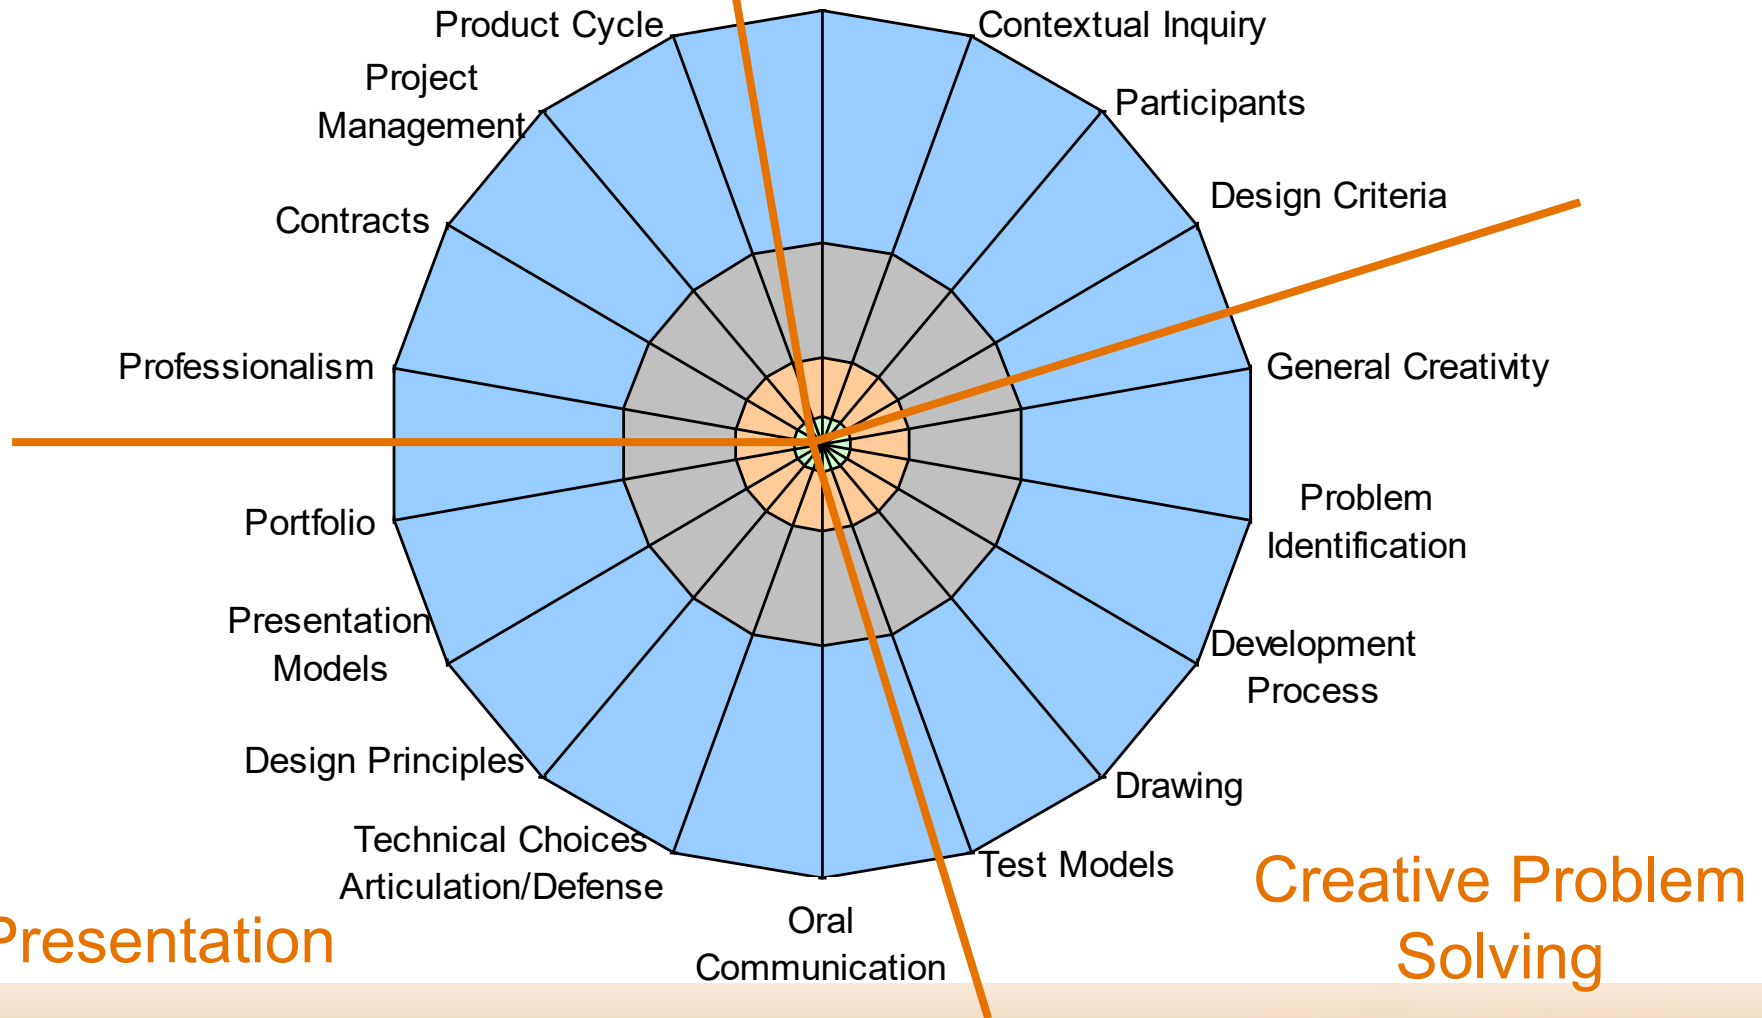 Product Cycle
Contextual Inquiry
Project
Management
Participants
Design Criteria
Contracts
Professionalism
General Creativity
Portfolio
Problem
Identification
Presentation
Models
Development
Process
Design Principles
Drawing
Technical Choices
Articulation/Defense
Test Models
Oral
Communication
Creative Problem
Solving
Presentation